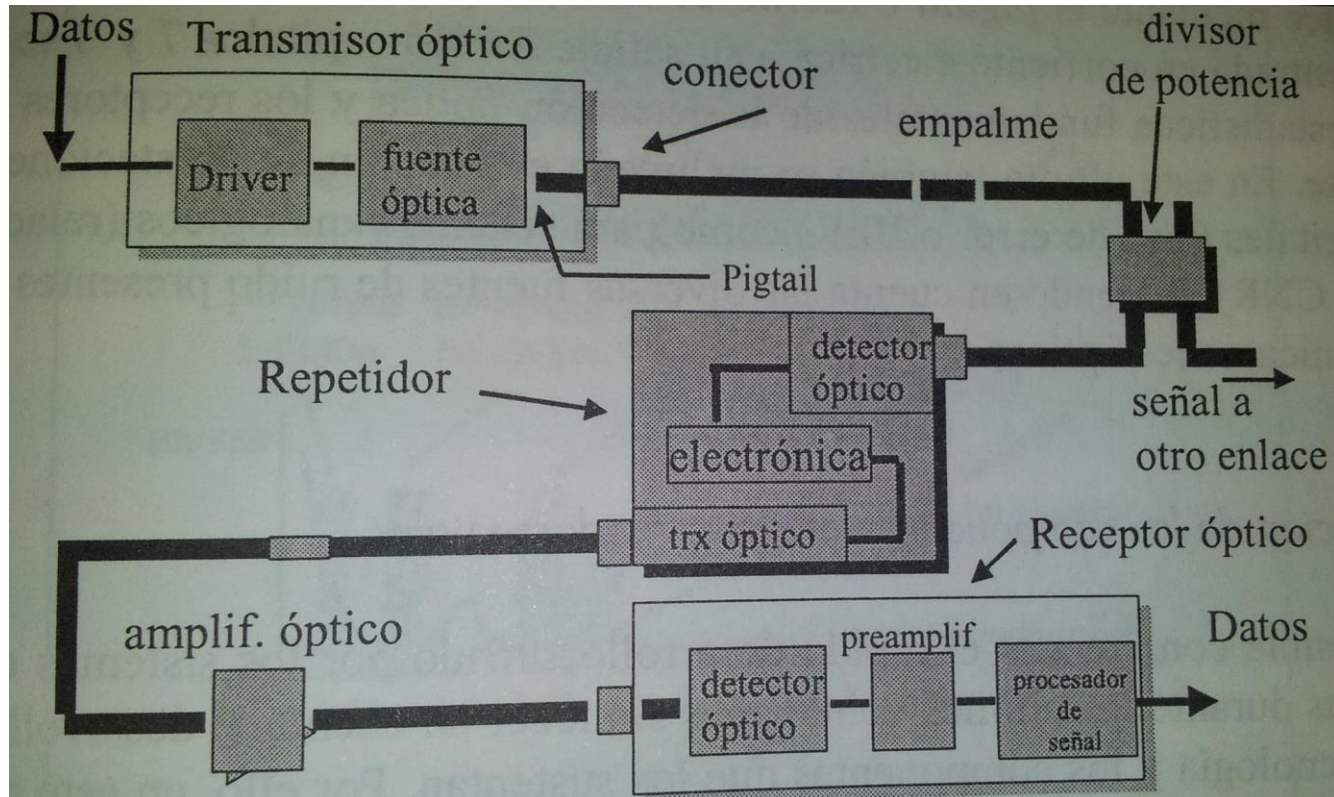 Datos
Transmisor óptico
conector
divisor
de potencia
empalme
Driver
fuente
óptica
Pigtail
Repetidor
detector
óptico
señal a
otro enlace
electrónica
trx óptico
Receptor óptico
amplif. óptico
preamplif
Datos
detector
óptico
procesador
de
señal